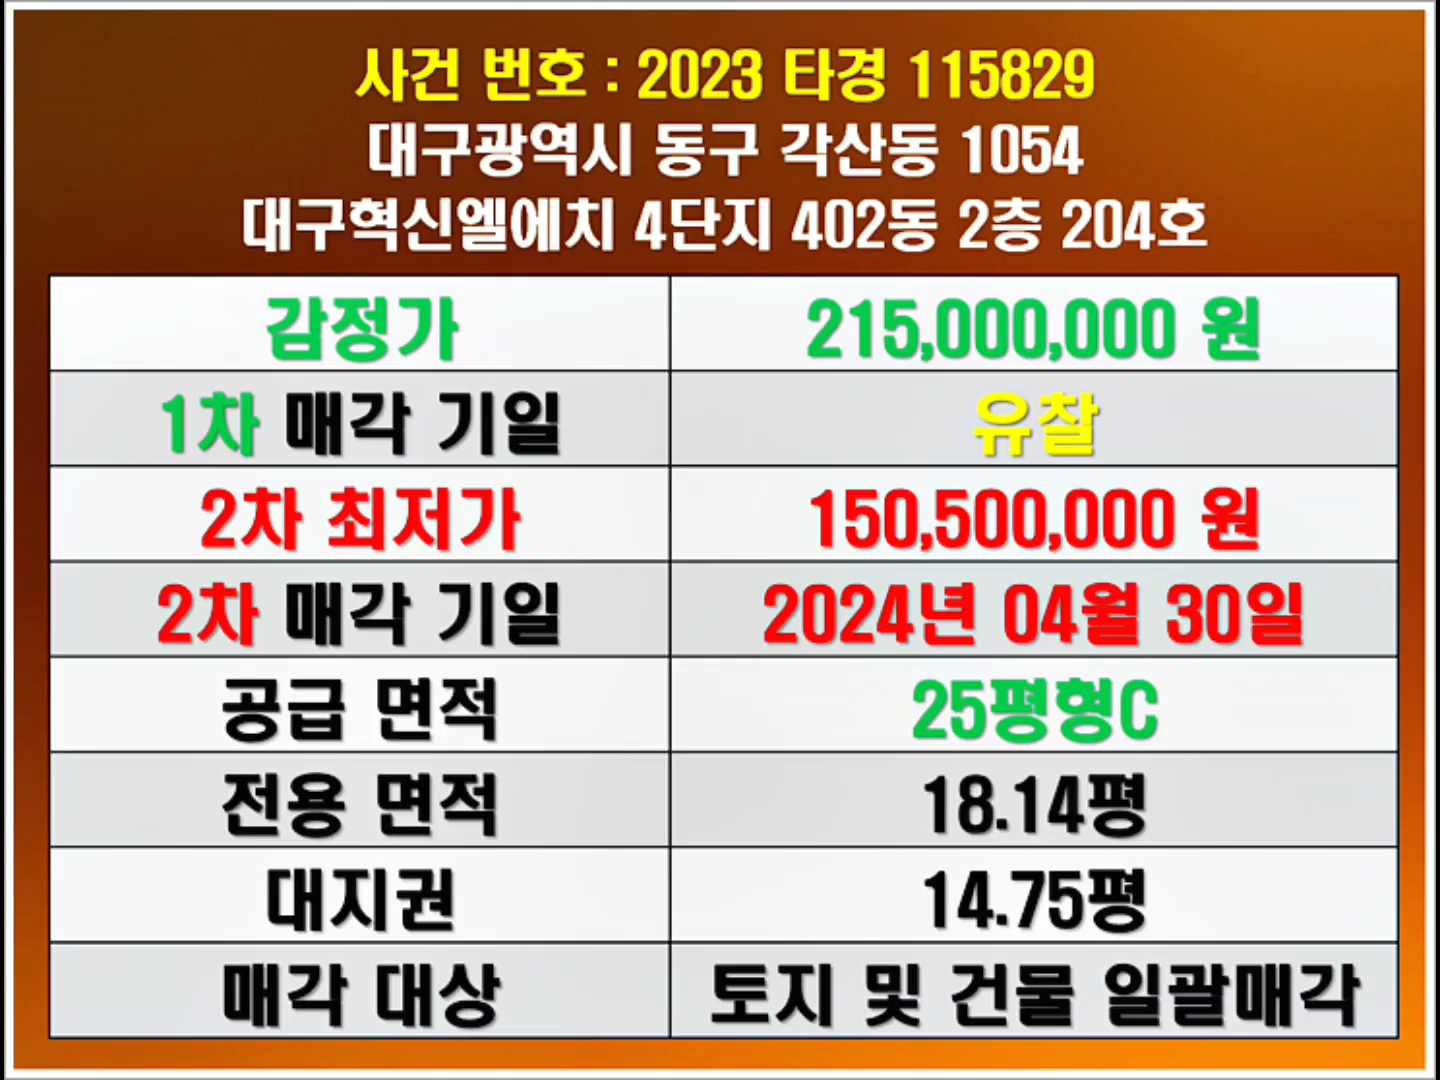 사건 번호 : 2023 타경 115829
대구광역시 동구 각산동 1054
대구혁신엘에치 4단지 402동 2층 204호
감정가 215,000,000 원
1차 매각 기일 유찰
2차 최저가 150,500,000 원
2차 매각 기일 2024년 04월 30일
공급 면적 25평형C
전용 면적 18.14평
대지권 14.75평
매각 대상 토지 및 건물 일괄매각